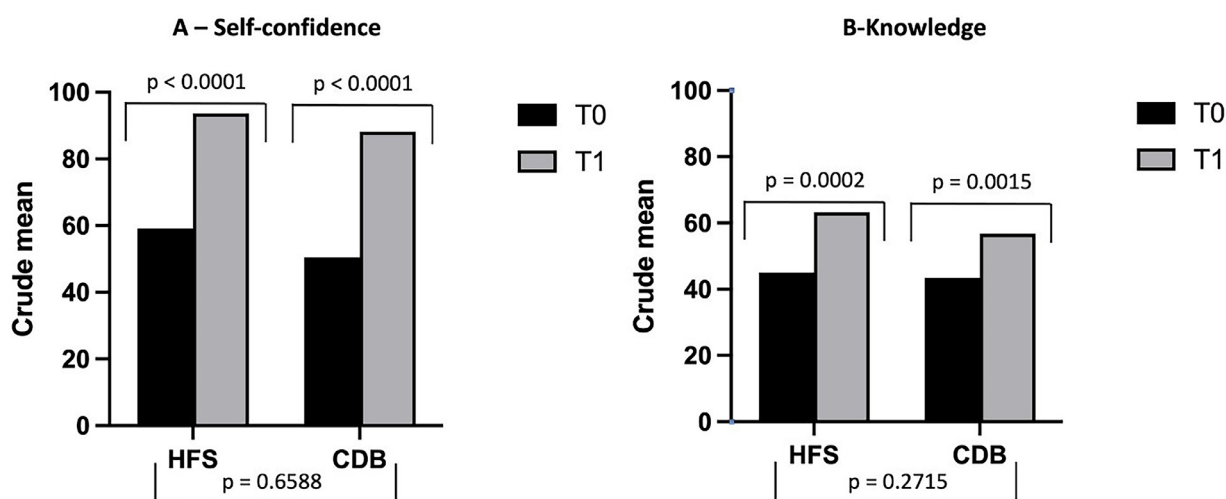 A – Self-confidence
p < 0.0001
p < 0.0001
100
80
60
40
20
0
Crude mean
HFS
CDB
p = 0.6588
T0
T1
B-Knowledge
p = 0.0002
p = 0.0015
100
80
60
40
20
0
Crude mean
HFS
CDB
p = 0.2715
T0
T1